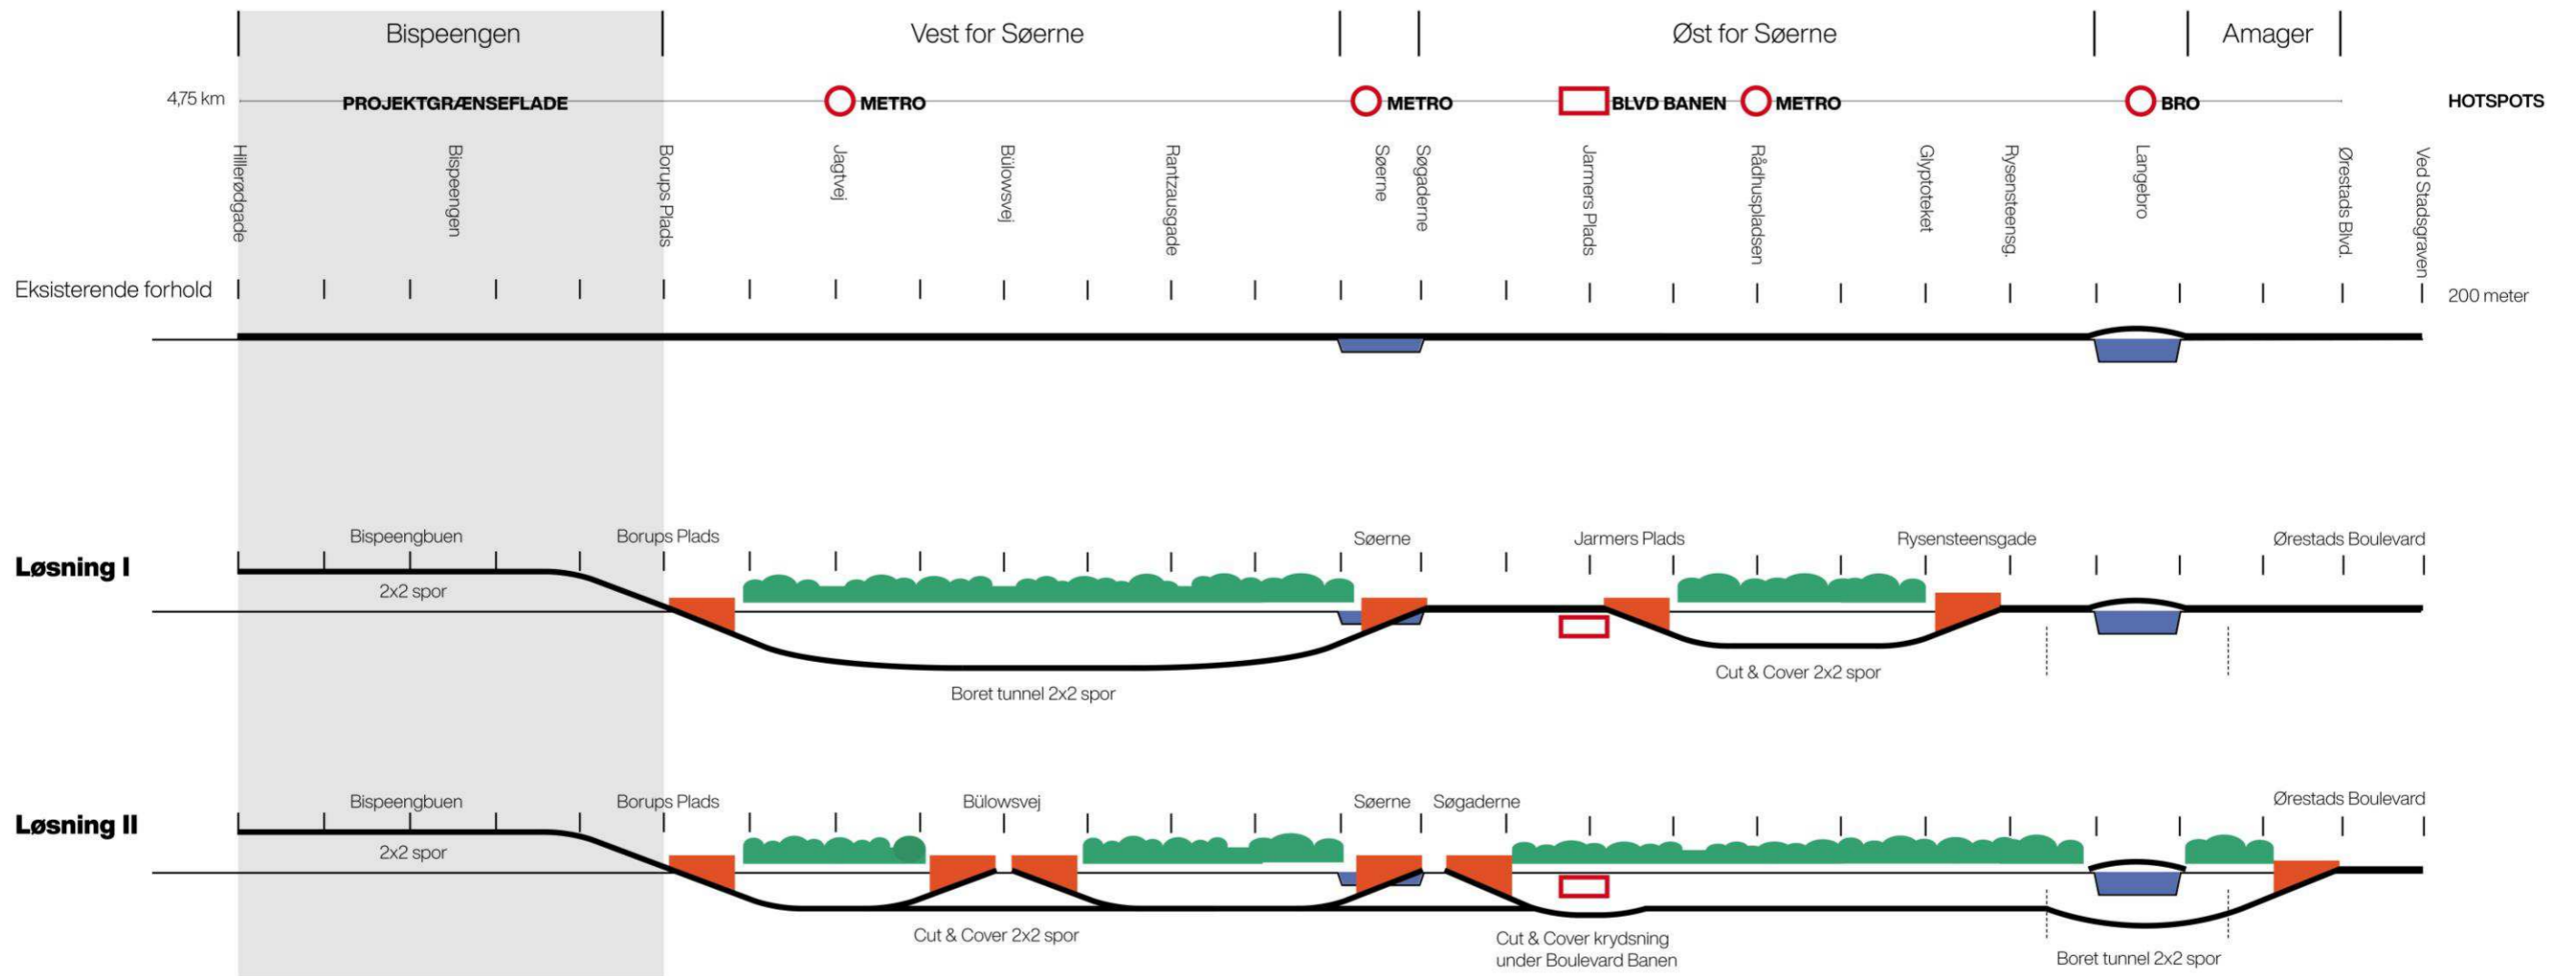 Bispeengen
Vest for Søerne
Øst for Søerne
Amager
4,75 km
PROJEKTGRÆNSEFLADE
METRO
METRO
BLVD BANEN
METRO
BRO
HOTSPOTS
Hillerødgade
Bispeengen
Borups Plads
Jagtvej
Bülowsvej
Rantzausgade
Søerne
Søgaderne
Jarmers Plads
Rådhuspladsen
Glyptoteket
Rysensteensg.
Langebro
Ørestads Blvd.
Ved Stadsgraven
Eksisterende forhold
200 meter
Løsning I
Bispeengbuen
2x2 spor
Borups Plads
Søerne
Jarmers Plads
Rysensteensgade
Ørestads Boulevard
Boret tunnel 2x2 spor
Cut & Cover 2x2 spor
Løsning II
Bispeengbuen
2x2 spor
Borups Plads
Bülowsvej
Søerne
Søgaderne
Ørestads Boulevard
Cut & Cover 2x2 spor
Cut & Cover krydsning
under Boulevard Banen
Boret tunnel 2x2 spor